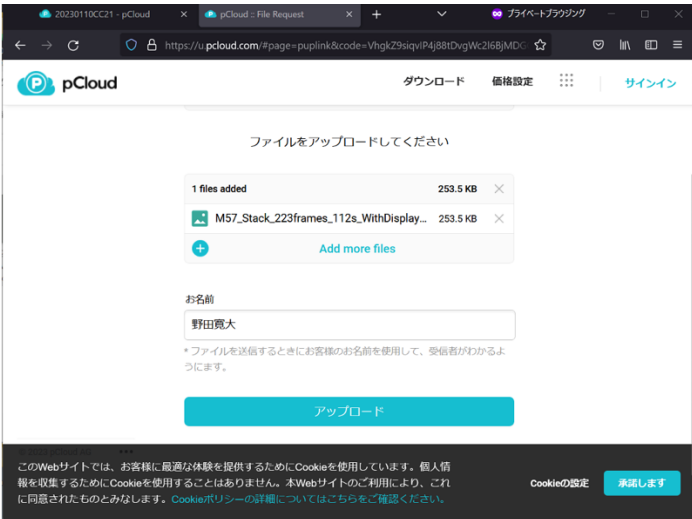 20230110CC21 - pCloud
pCloud :: File Request
プライベートブラウジング
https://u.pcloud.com/#page=puplink&code=VhgkZ9siqvIP4j88tDvgWc2l6BjMDG
pCloud
ダウンロード
価格設定
サインイン
ファイルをアップロードしてください
1 files added
253.5 KB
M57_Stack_223frames_112s_WithDisplay...
253.5 KB
Add more files
お名前
野田寛大
* ファイルを送信するときにお客様のお名前を使用して、受信者がわかるよ
うにます。
アップロード
このWebサイトでは、お客様に最適な体験を提供するためにCookieを使用しています。個人情
報を収集するためにCookieを使用することはありません。本Webサイトのご利用により、これ
に同意されたものとみなします。Cookieポリシーの詳細についてはこちらをご確認ください。
Cookieの設定
承諾します